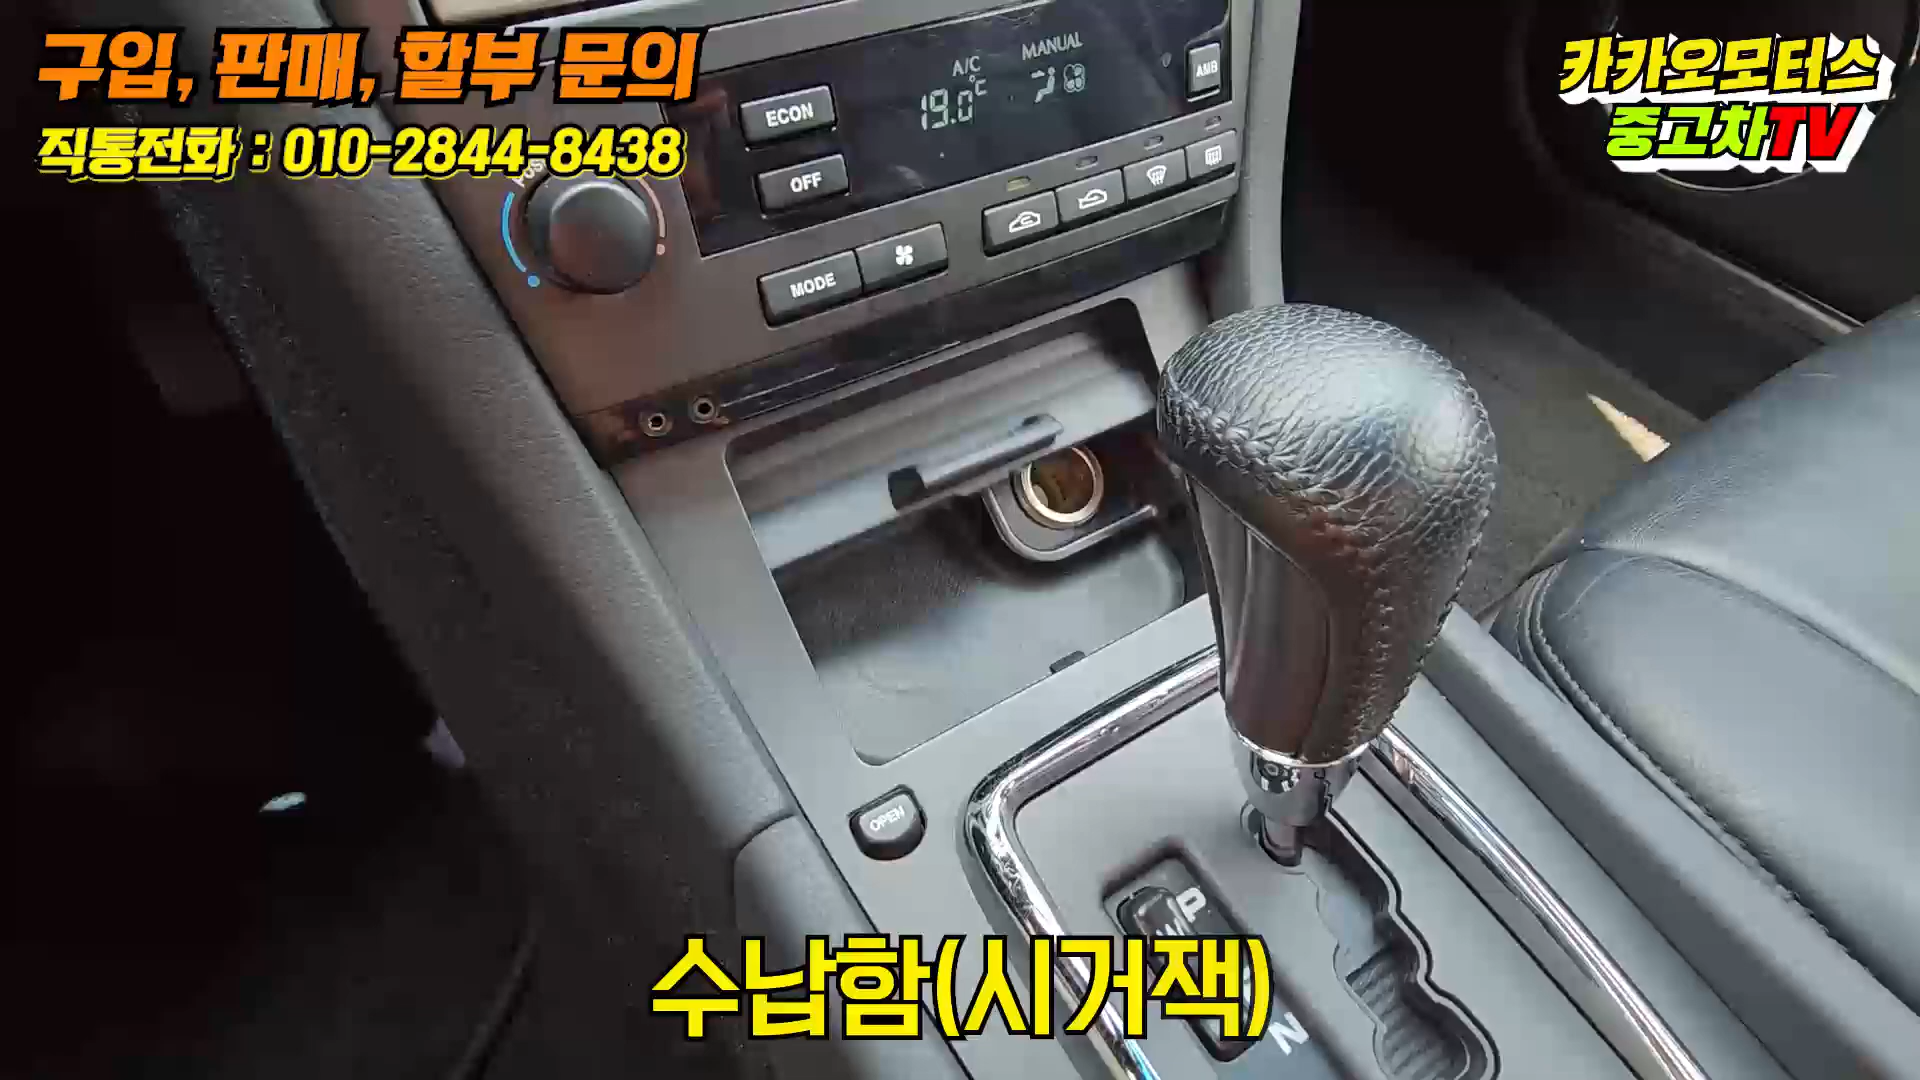 구입, 판매, 할부 문의
직통전화 : 010-2844-8438
카카오모터스
중고차TV
MANUAL
A/C
19.0°C
AMB
ECON
OFF
MODE
OPEN
P
N
수납함(시거잭)